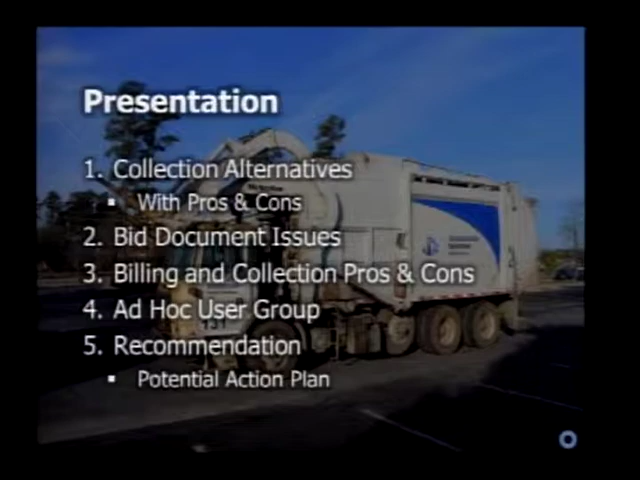 Presentation
1. Collection Alternatives
▪ With Pros & Cons
2. Bid Document Issues
3. Billing and Collection Pros & Cons
4. Ad Hoc User Group
5. Recommendation
▪ Potential Action Plan